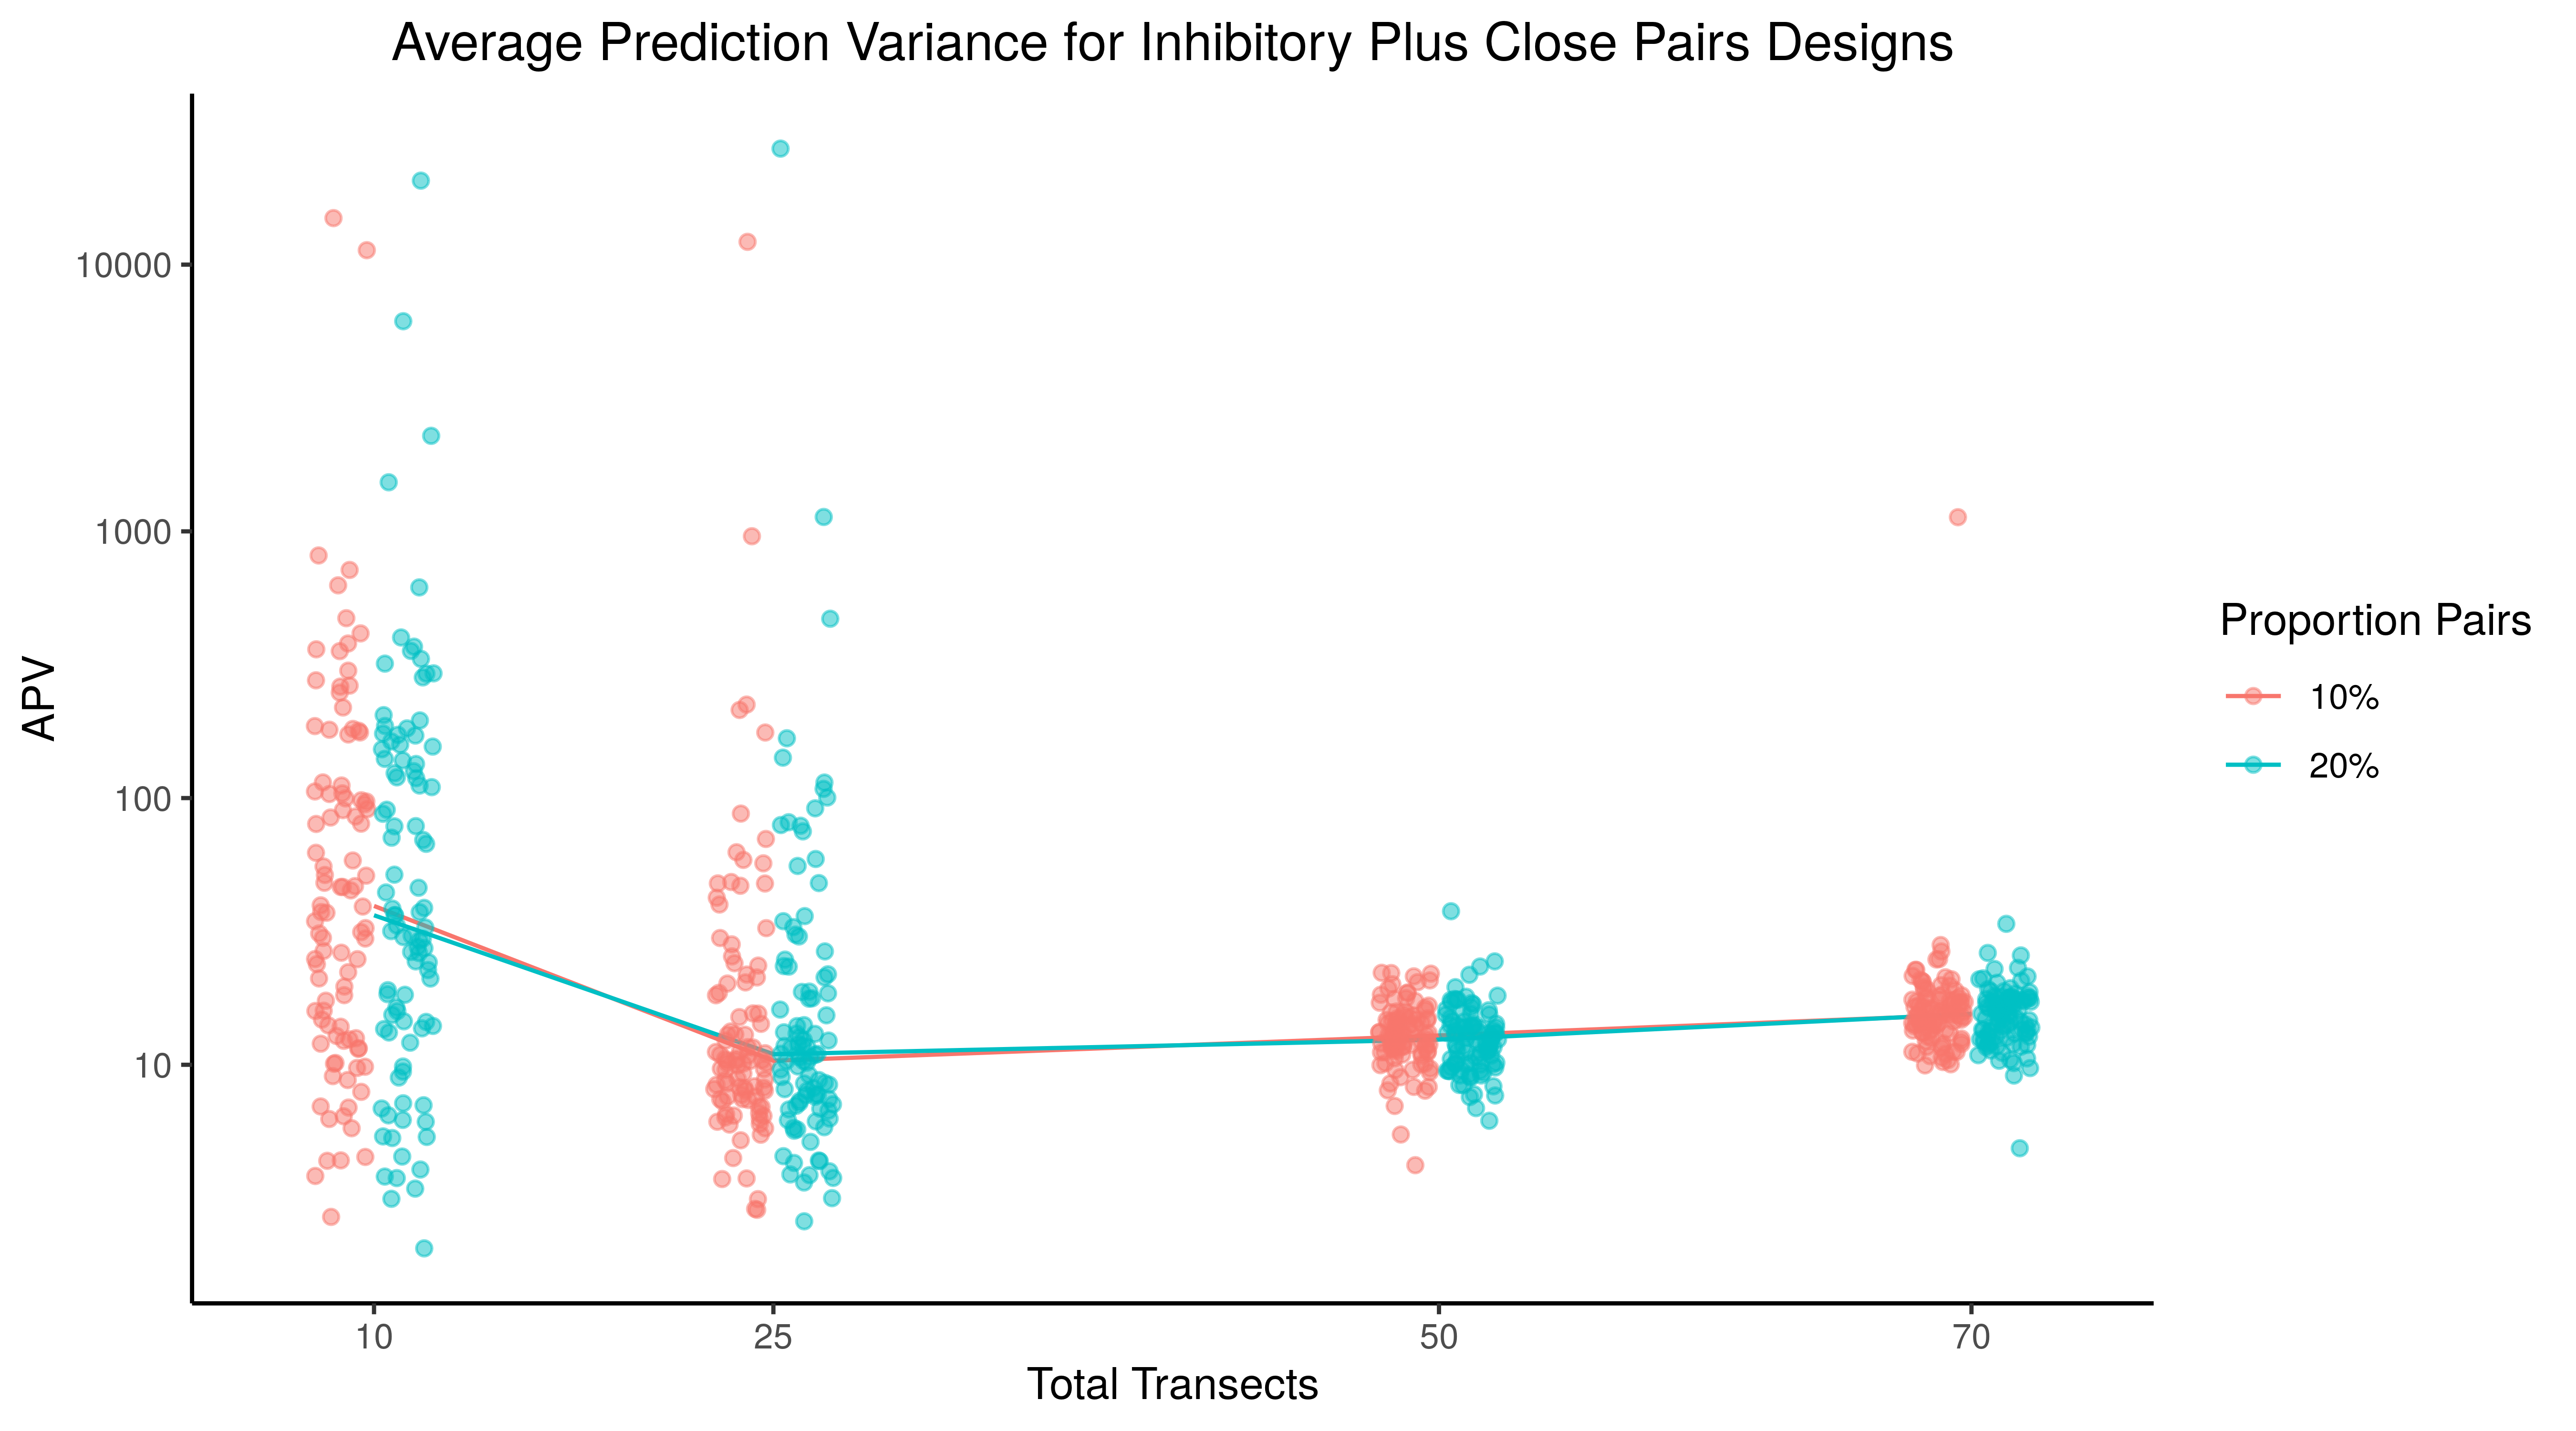 Average Prediction Variance for Inhibitory Plus Close Pairs Designs
APV
10000
1000
100
10
10 25 50 70
Total Transects
Proportion Pairs
10%
20%